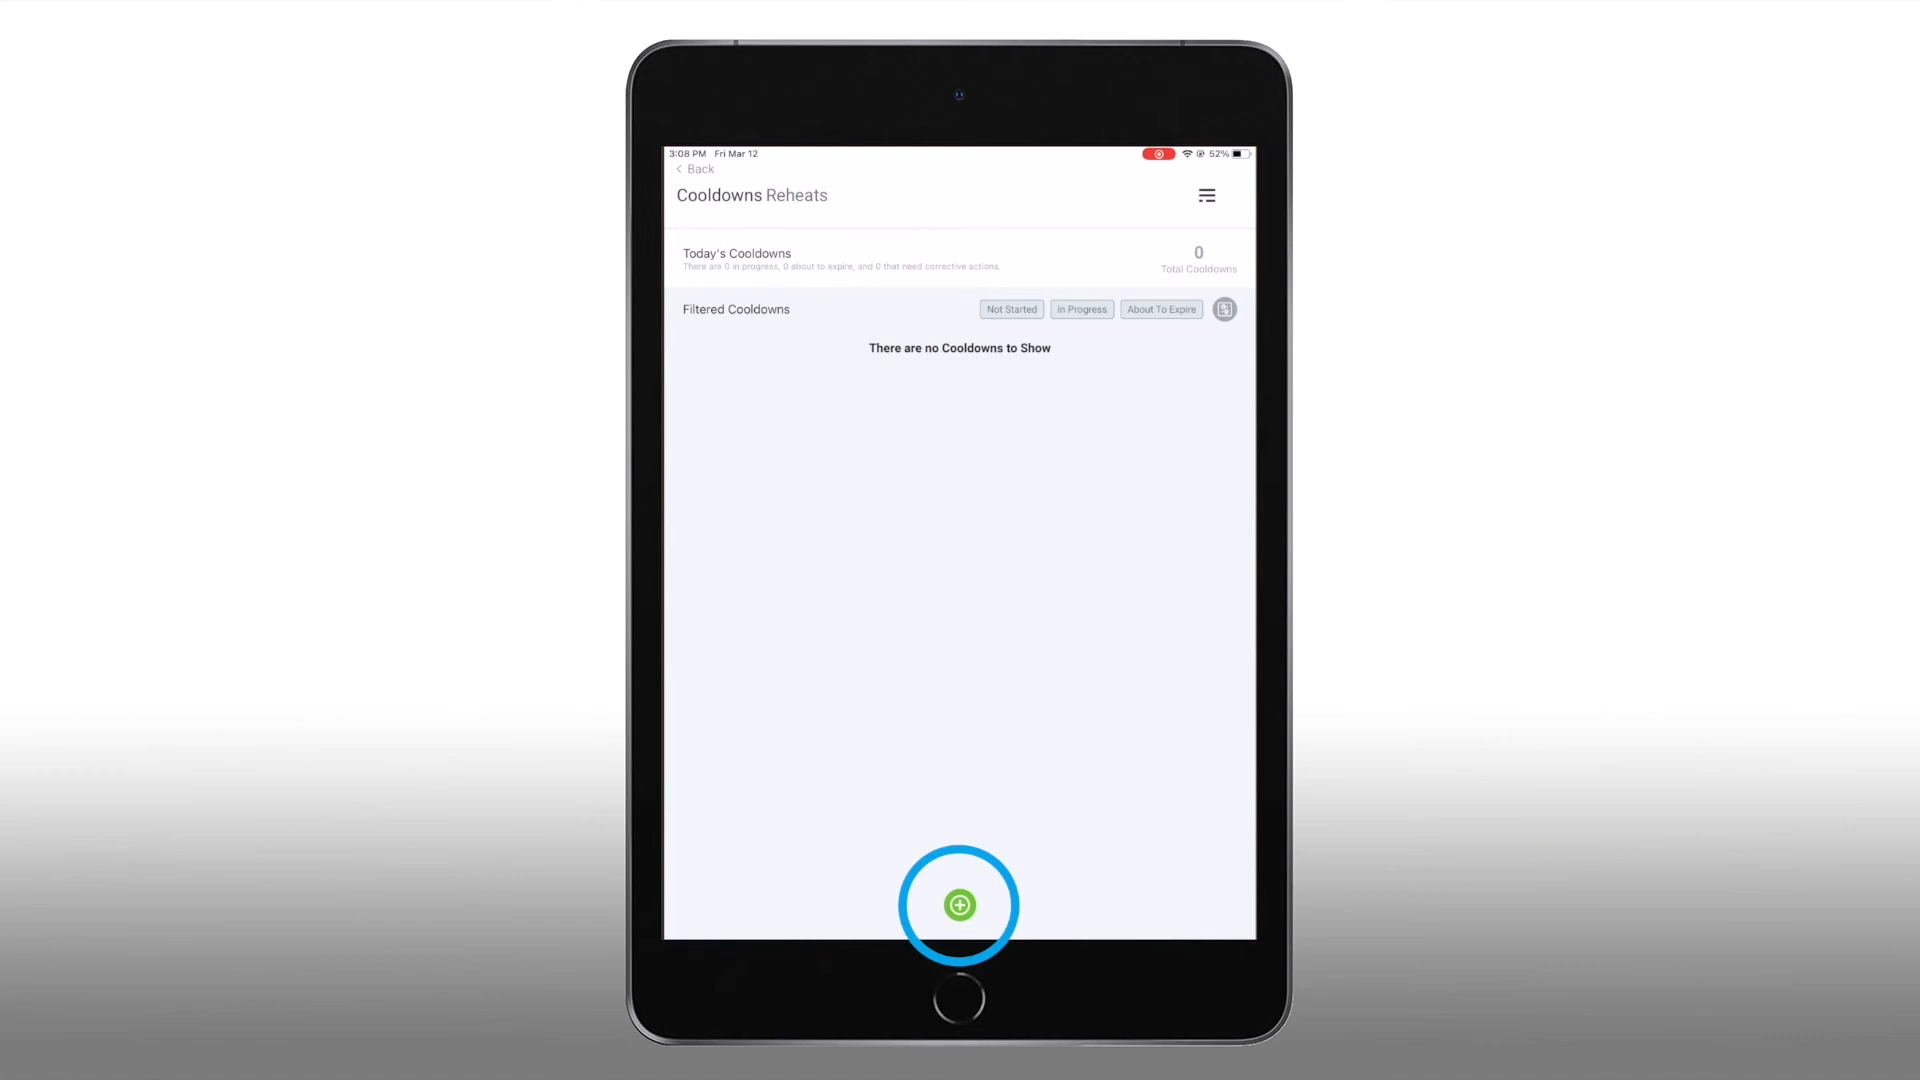 3:08 PM Fri Mar 12 52%
Back
Cooldowns Reheats
Today's Cooldowns
There are 0 in progress, 0 about to expire, and 0 that need corrective actions.
0
Total Cooldowns
Filtered Cooldowns Not Started In Progress About To Expire
There are no Cooldowns to Show